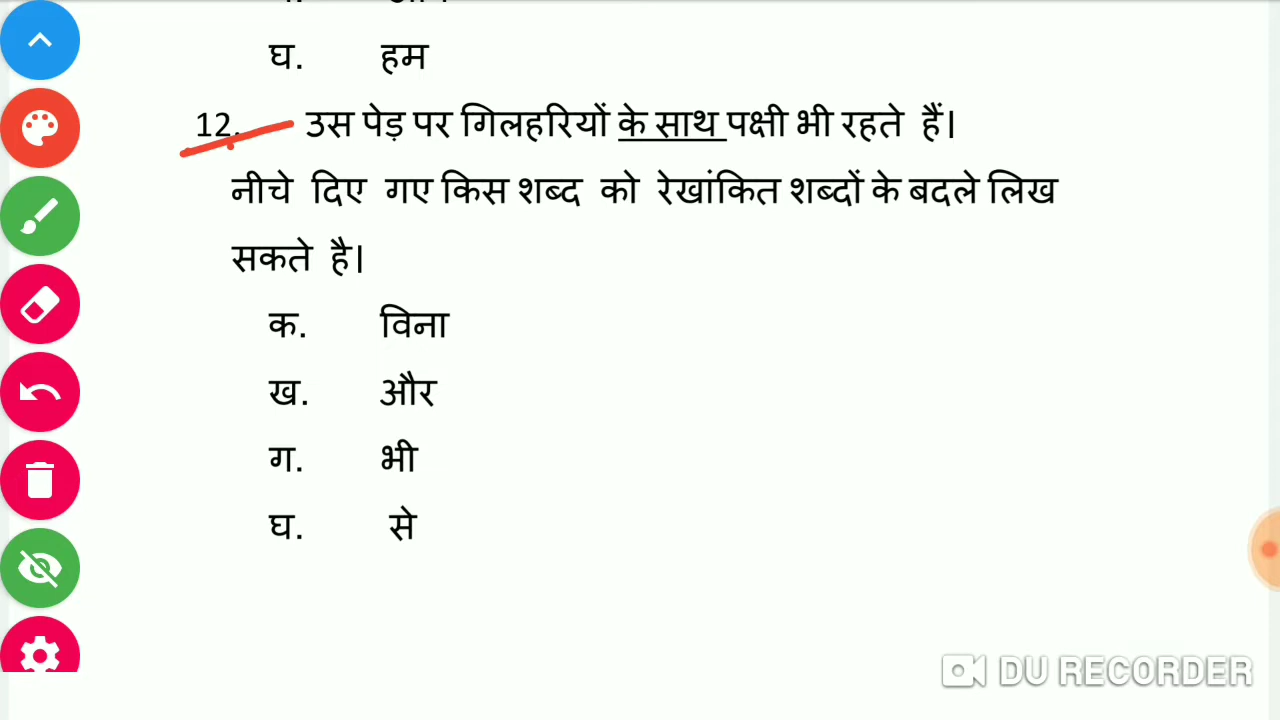 घ. हम
12. उस पेड़ पर गिलहरियों के साथ पक्षी भी रहते हैं।
नीचे दिए गए किस शब्द को रेखांकित शब्दों के बदले लिख
सकते है।
क. विना
ख. और
ग. भी
घ. से
DU RECORDER